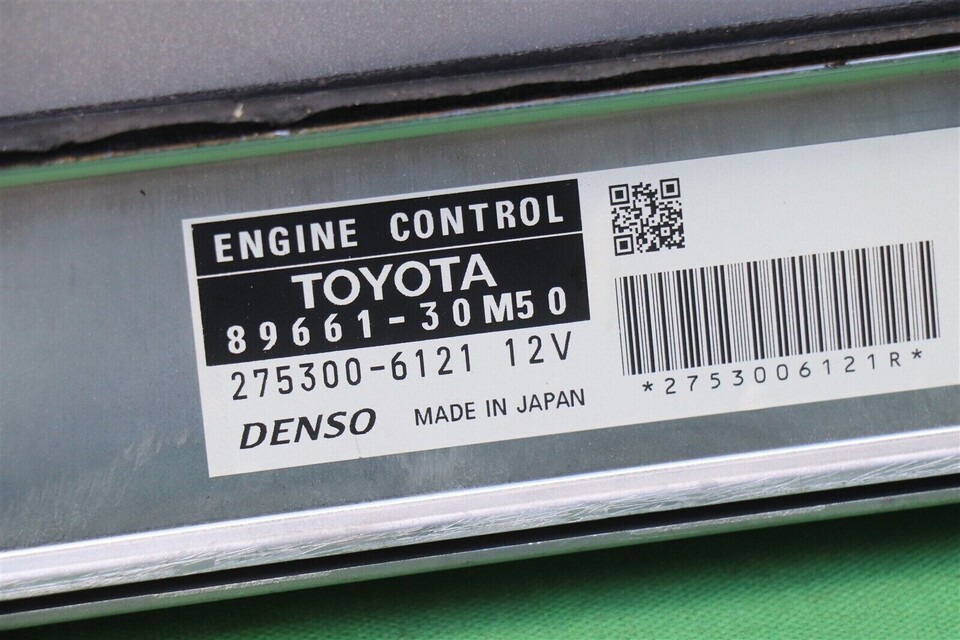 ENGINE CONTROL
TOYOTA
89661-30M50
275300-6121 12V
DENSO MADE IN JAPAN
*2753006121R*